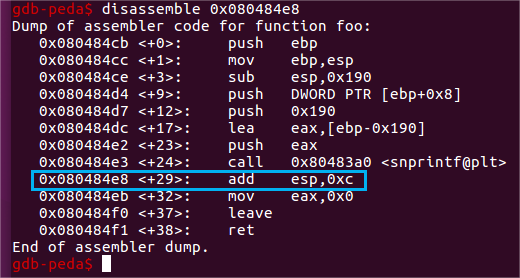 gdb-peda$ disassemble 0x080484e8
Dump of assembler code for function foo:
   0x080484cb <+0>:     push   ebp
   0x080484cc <+1>:     mov    ebp,esp
   0x080484ce <+3>:     sub    esp,0x190
   0x080484d4 <+9>:     push   DWORD PTR [ebp+0x8]
   0x080484d7 <+12>:    push   0x190
   0x080484dc <+17>:    lea    eax,[ebp-0x190]
   0x080484e2 <+23>:    push   eax
   0x080484e3 <+24>:    call   0x80483a0 <snprintf@plt>
   0x080484e8 <+29>:    add    esp,0xc
   0x080484eb <+32>:    mov    eax,0x0
   0x080484f0 <+37>:    leave
   0x080484f1 <+38>:    ret
End of assembler dump.
gdb-peda$